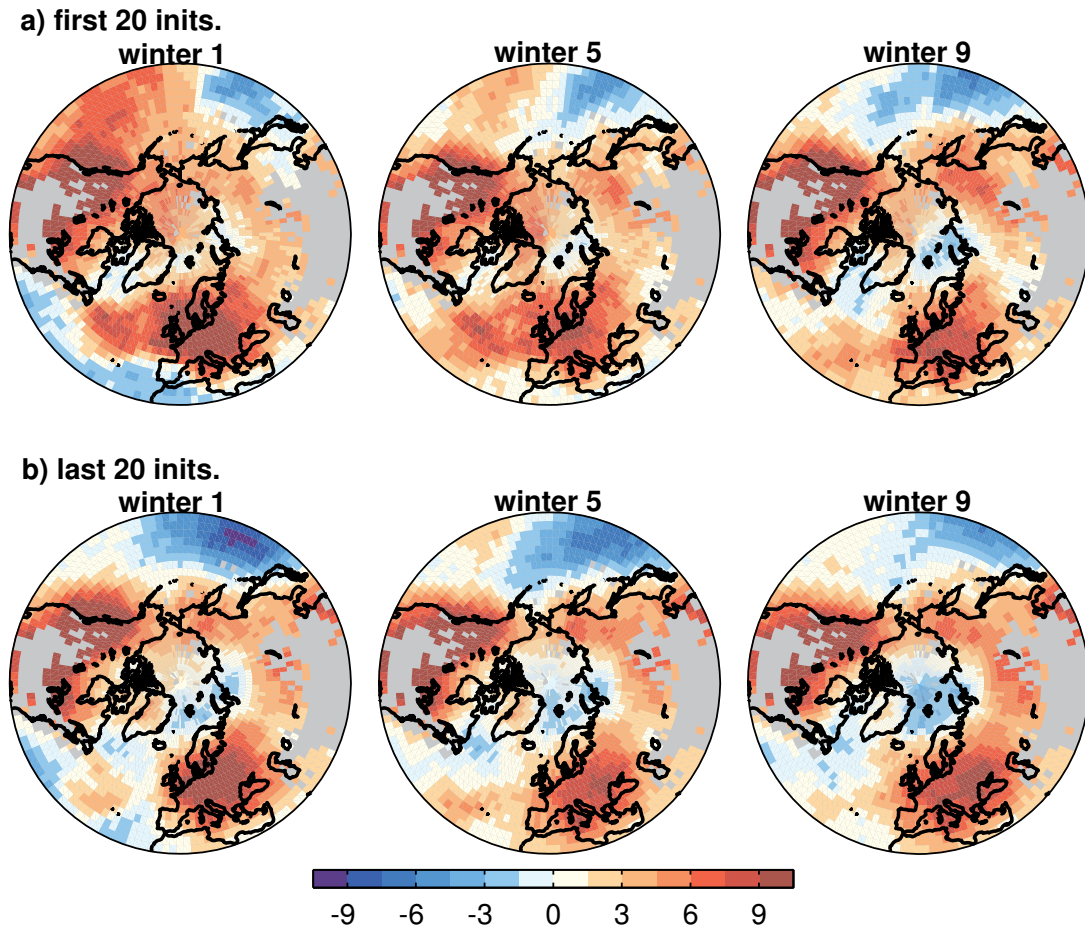 a) first 20 inits.
winter 1 winter 5 winter 9
b) last 20 inits.
winter 1 winter 5 winter 9
-9 -6 -3 0 3 6 9